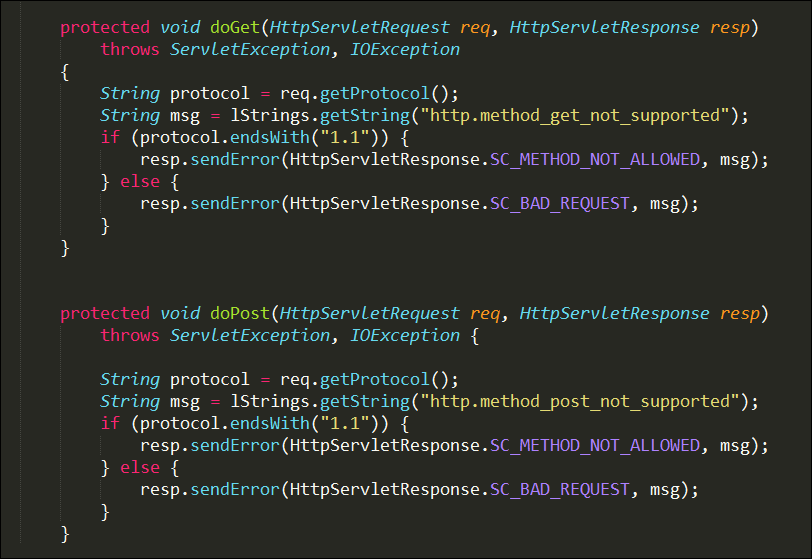 protected void doGet(HttpServletRequest req, HttpServletResponse resp)
    throws ServletException, IOException
{
    String protocol = req.getProtocol();
    String msg = lStrings.getString("http.method_get_not_supported");
    if (protocol.endsWith("1.1")) {
        resp.sendError(HttpServletResponse.SC_METHOD_NOT_ALLOWED, msg);
    } else {
        resp.sendError(HttpServletResponse.SC_BAD_REQUEST, msg);
    }
}
protected void doPost(HttpServletRequest req, HttpServletResponse resp)
    throws ServletException, IOException {
    String protocol = req.getProtocol();
    String msg = lStrings.getString("http.method_post_not_supported");
    if (protocol.endsWith("1.1")) {
        resp.sendError(HttpServletResponse.SC_METHOD_NOT_ALLOWED, msg);
    } else {
        resp.sendError(HttpServletResponse.SC_BAD_REQUEST, msg);
    }
}